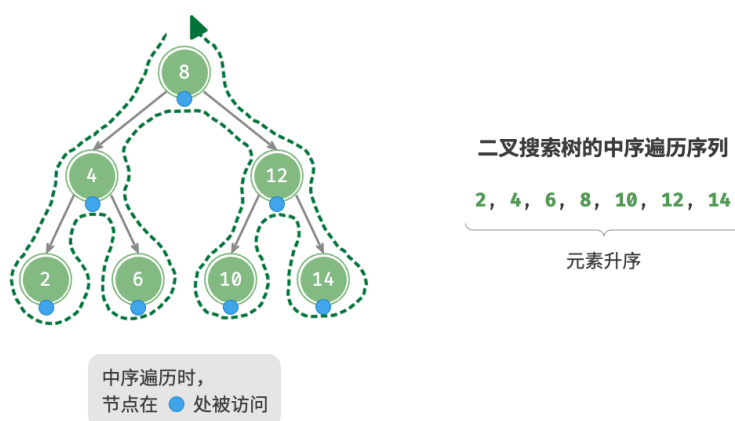 8
4
12
2
6
10
14
二叉搜索树的中序遍历序列
2, 4, 6, 8, 10, 12, 14
元素升序
中序遍历时，
节点在 处被访问